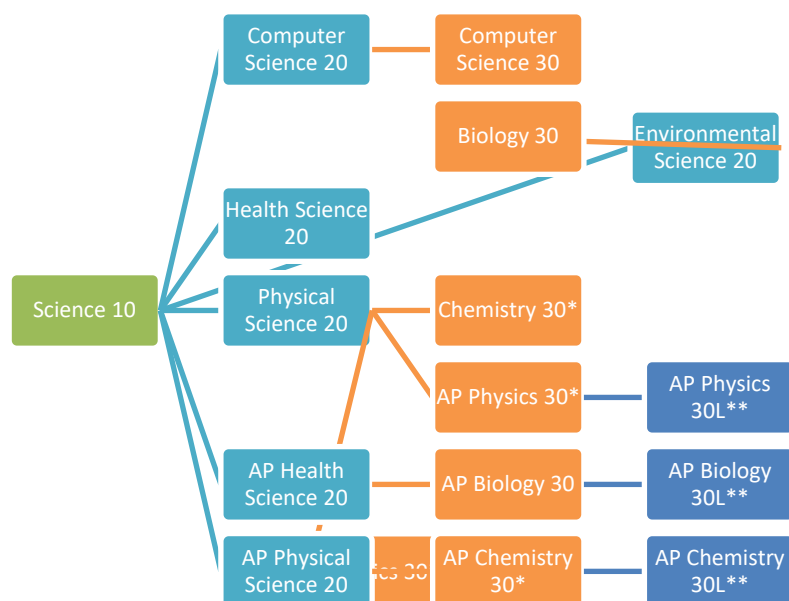 Computer
Science 20
Computer
Science 30
Biology 30
Environmental
Science 20
Health Science
20
Science 10
Physical
Science 20
Chemistry 30*
AP Physics 30*
AP Physics
30L**
AP Health
Science 20
AP Biology 30
AP Biology
30L**
AP Physical
Science 20
30
AP Chemistry
30*
AP Chemistry
30L**